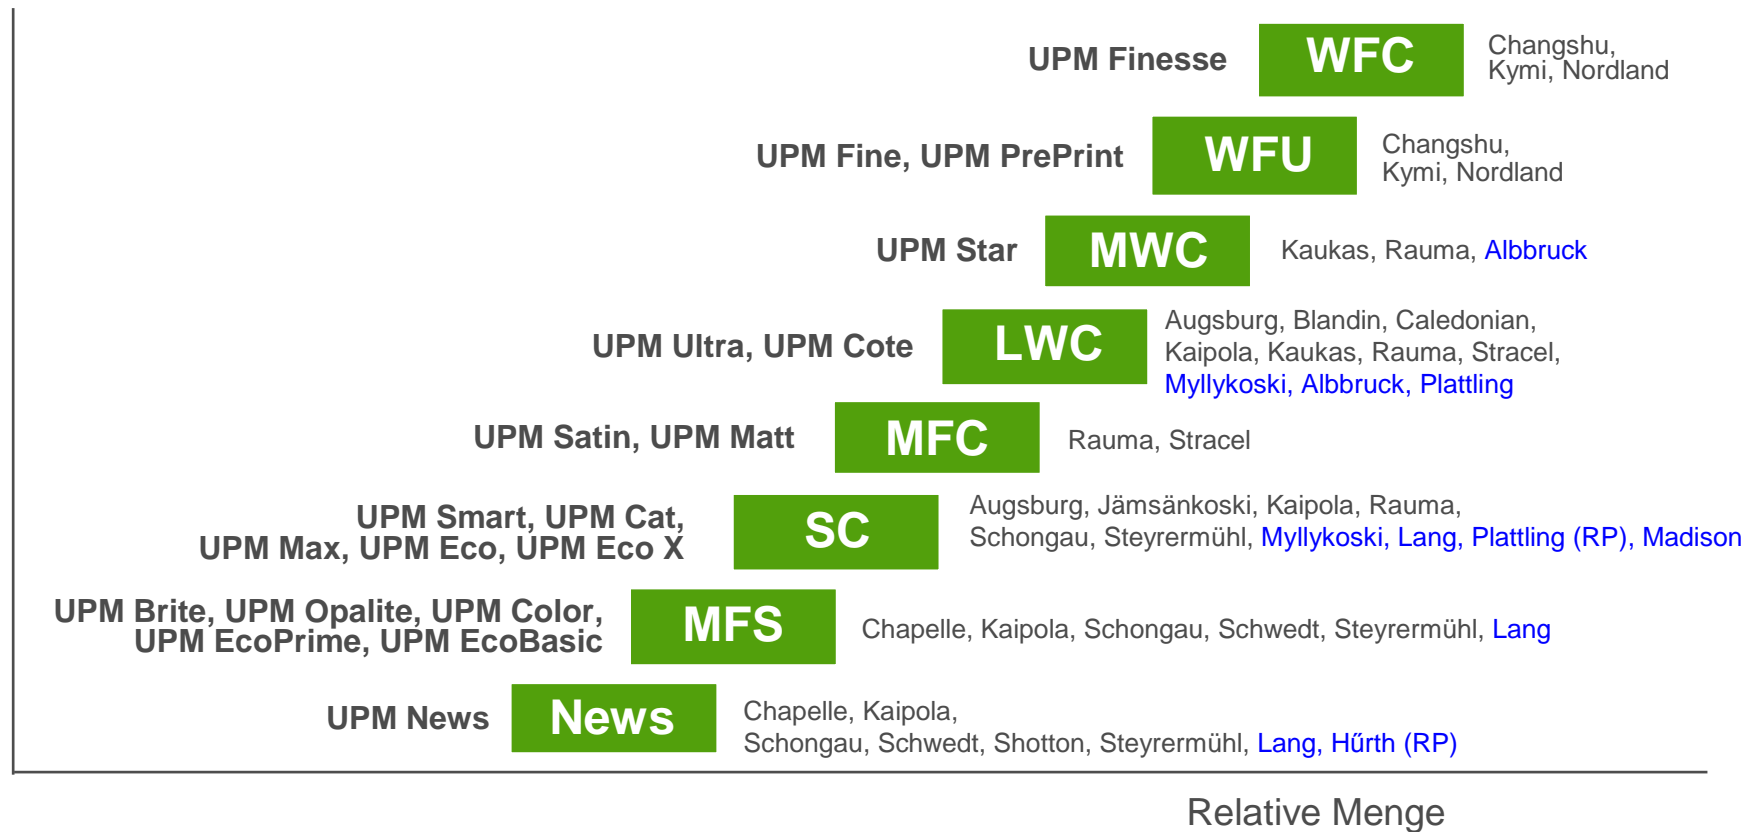 UPM Finesse
WFC
Changshu,
Kymi, Nordland
UPM Fine, UPM PrePrint
WFU
Changshu,
Kymi, Nordland
UPM Star
MWC
Kaukas, Rauma, Albbruck
UPM Ultra, UPM Cote
LWC
Augsburg, Blandin, Caledonian,
Kaipola, Kaukas, Rauma, Stracel,
Myllykoski, Albbruck, Plattling
UPM Satin, UPM Matt
MFC
Rauma, Stracel
UPM Smart, UPM Cat,
UPM Max, UPM Eco, UPM Eco X
SC
Augsburg, Jämsänkoski, Kaipola, Rauma,
Schongau, Steyrermühl, Myllykoski, Lang, Plattling (RP), Madison
UPM Brite, UPM Opalite, UPM Color,
UPM EcoPrime, UPM EcoBasic
MFS
Chapelle, Kaipola, Schongau, Schwedt, Steyrermühl, Lang
UPM News
News
Chapelle, Kaipola,
Schongau, Schwedt, Shotton, Steyrermühl, Lang, Hűrth (RP)
Relative Menge